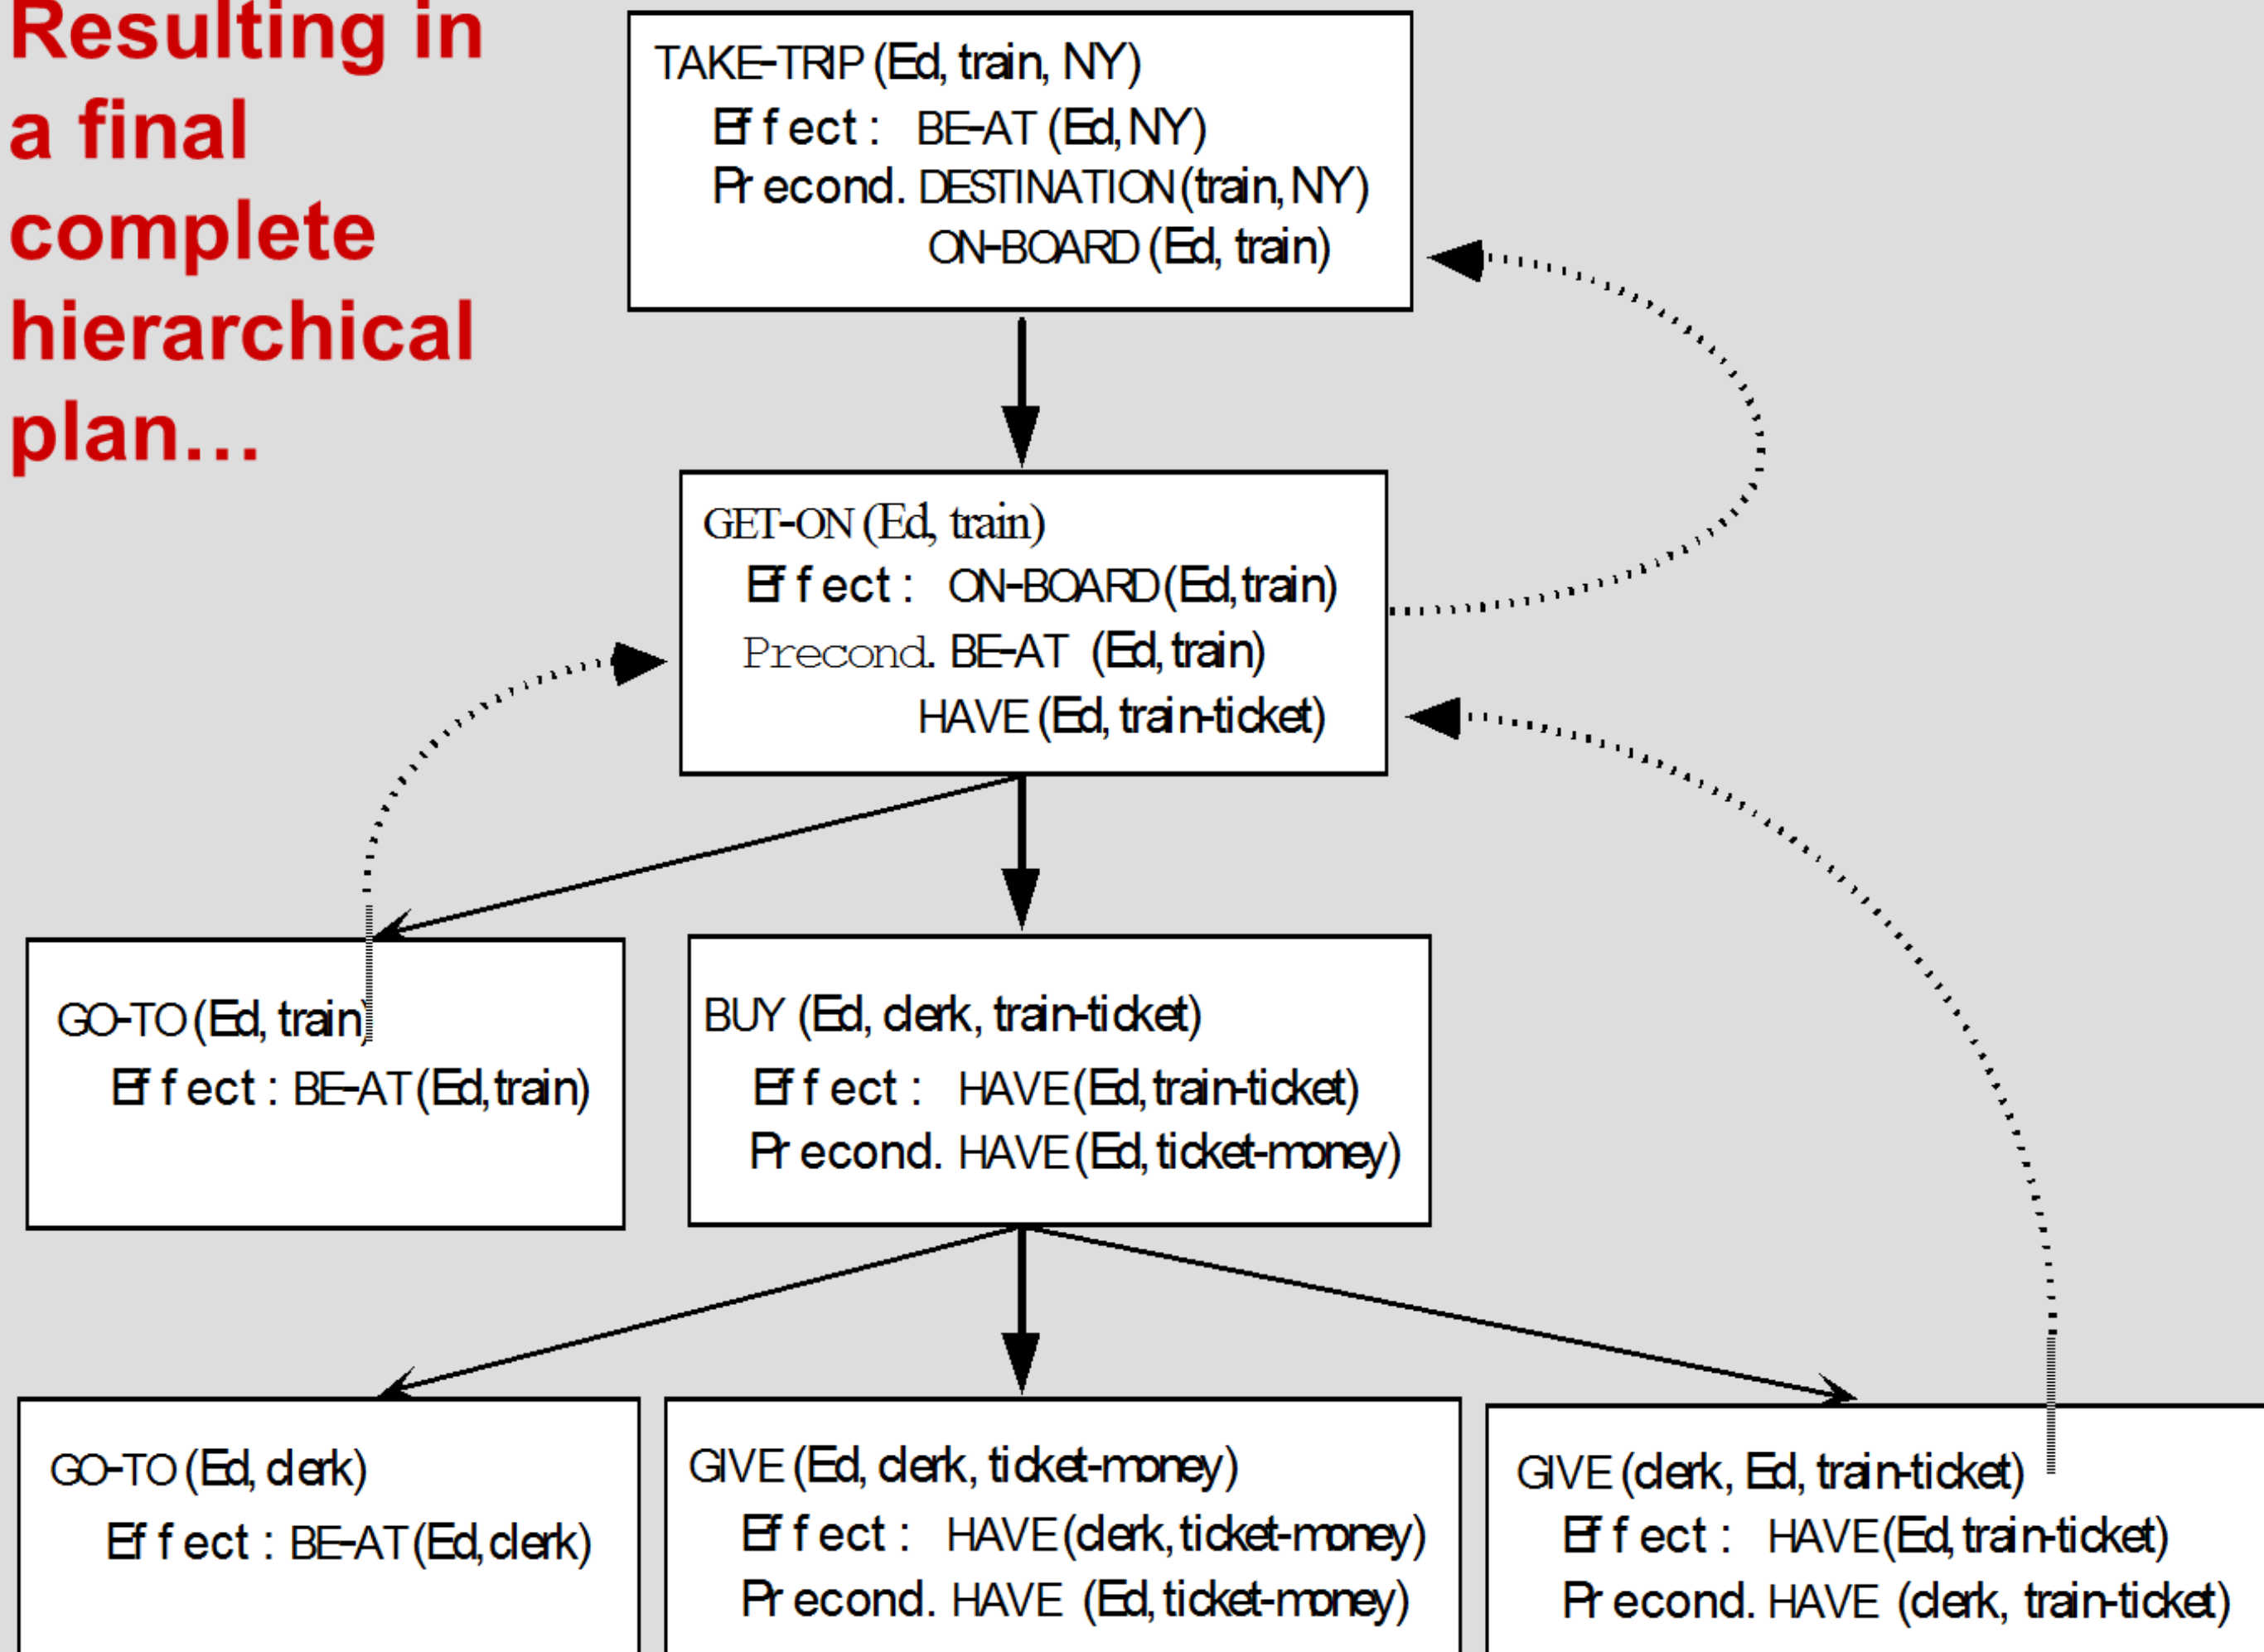 Resulting in
a final
complete
hierarchical
plan…
TAKE-TRIP (Ed, train, NY)
Effect : BE-AT (Ed, NY)
Precond. DESTINATION (train, NY)
ON-BOARD (Ed, train)
GET-ON (Ed, train)
Effect : ON-BOARD (Ed, train)
Precond. BE-AT (Ed, train)
HAVE (Ed, train-ticket)
GO-TO (Ed, train)
Effect : BE-AT (Ed, train)
BUY (Ed, clerk, train-ticket)
Effect : HAVE (Ed, train-ticket)
Precond. HAVE (Ed, ticket-money)
GO-TO (Ed, clerk)
Effect : BE-AT (Ed, clerk)
GIVE (Ed, clerk, ticket-money)
Effect : HAVE (clerk, ticket-money)
Precond. HAVE (Ed, ticket-money)
GIVE (clerk, Ed, train-ticket)
Effect : HAVE (Ed, train-ticket)
Precond. HAVE (clerk, train-ticket)